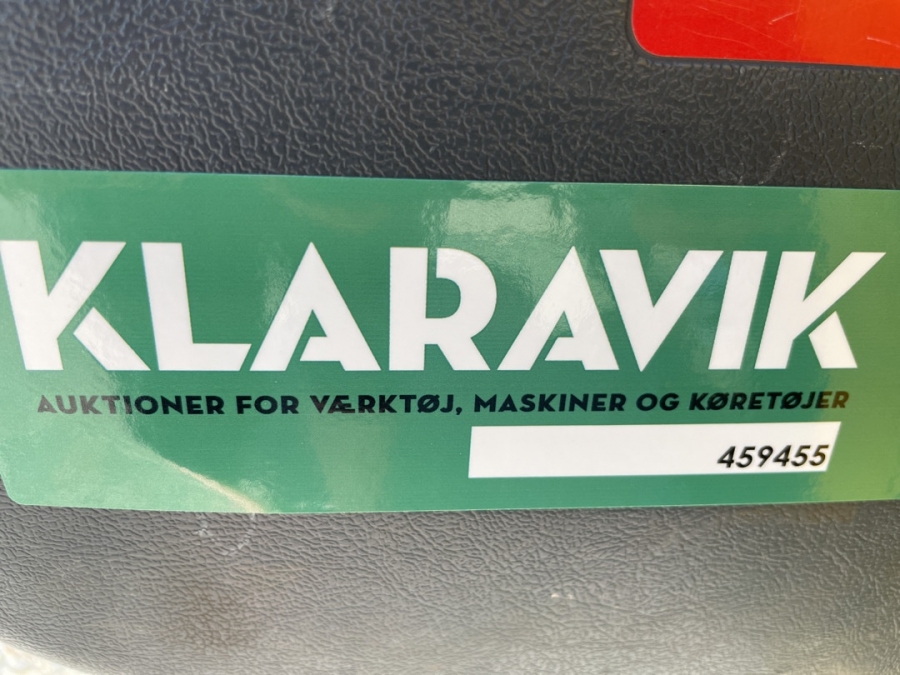 KLARAVIK
AUKTIONER FOR VÆRKTØJ, MASKINER OG KØRETØJER
459455